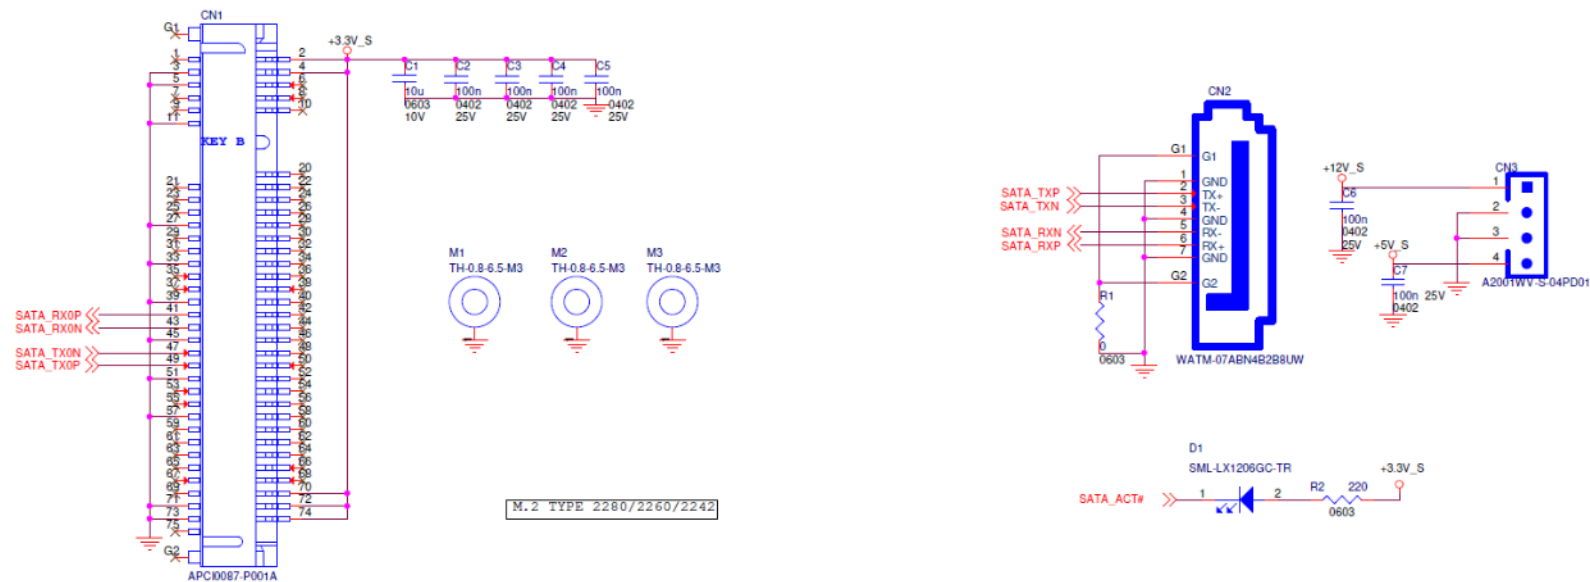 CN1
G1
+3.3V_S
1
2
3
4
5
6
7
8
9
10
11
KEY B
20
21
22
23
24
25
26
27
28
29
30
31
32
33
34
35
36
37
38
39
40
SATA_RX0P
41
42
SATA_RX0N
43
44
45
46
SATA_TX0N
47
48
SATA_TX0P
49
50
51
52
53
54
55
56
57
58
59
60
61
62
63
64
65
66
67
68
69
70
71
72
73
74
75
G2
APCI0087-P001A
C1
10u
0603
10V
C2
100n
0402
25V
C3
100n
0402
25V
C4
100n
0402
25V
C5
100n
0402
25V
M1
TH-0.8-6.5-M3
M2
TH-0.8-6.5-M3
M3
TH-0.8-6.5-M3
M.2 TYPE 2280/2260/2242
CN2
G1
G1
1
GND
SATA_TXP
2
TX+
SATA_TXN
3
TX-
4
GND
SATA_RXN
5
RX-
SATA_RXP
6
RX+
7
GND
G2
G2
R1
0
0603
WATM-07ABN4B2B8UW
+12V_S
C6
100n
0402
25V
+5V_S
C7
100n 25V
0402
CN3
1
2
3
4
A2001WV-S-04PD01
D1
SML-LX1206GC-TR
SATA_ACT#
1
2
R2 220
0603
+3.3V_S